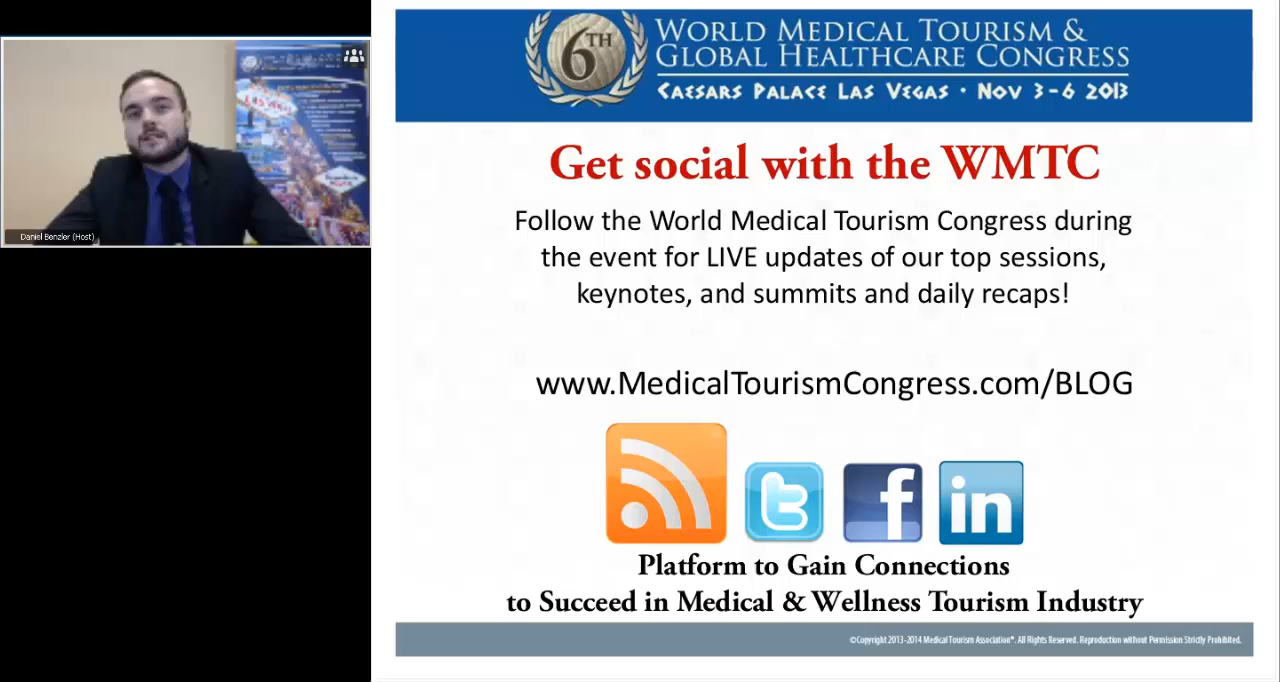 6TH
WORLD MEDICAL TOURISM &
GLOBAL HEALTHCARE CONGRESS
CAESARS PALACE LAS VEGAS · NOV 3-6 2013
Get social with the WMTC
Follow the World Medical Tourism Congress during
the event for LIVE updates of our top sessions,
keynotes, and summits and daily recaps!
www.MedicalTourismCongress.com/BLOG
in
Platform to Gain Connections
to Succeed in Medical & Wellness Tourism Industry
©Copyright 2013-2014 Medical Tourism Association®. All Rights Reserved. Reproduction without Permission Strictly Prohibited.
Daniel Benzler (Host)